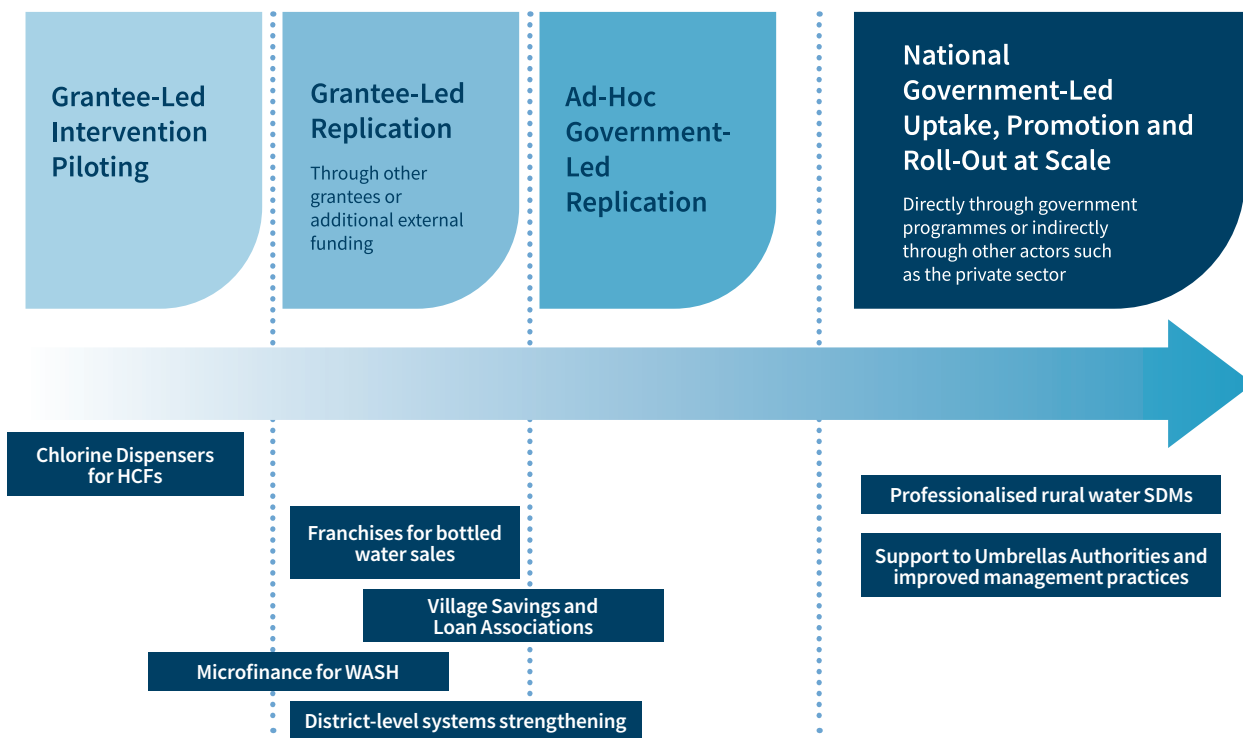 Grantee-Led
Intervention
Piloting
Grantee-Led
Replication
Through other
grantees or
additional external
funding
Ad-Hoc
Government-
Led
Replication
National
Government-Led
Uptake, Promotion and
Roll-Out at Scale
Directly through government
programmes or indirectly
through other actors such
as the private sector
Chlorine Dispensers
for HCFs
Franchises for bottled
water sales
Village Savings and
Loan Associations
Microfinance for WASH
District-level systems strengthening
Professionalised rural water SDMs
Support to Umbrellas Authorities and
improved management practices